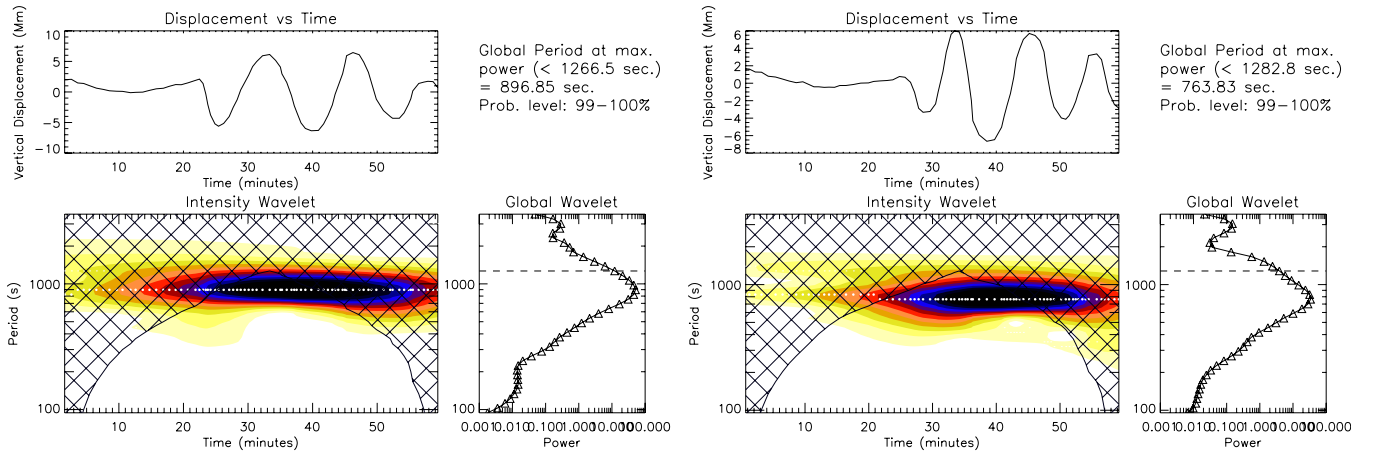 Displacement vs Time
Vertical Displacement (Mm)
10
5
0
−5
−10
10 20 30 40 50
Time (minutes)
Global Period at max.
power (< 1266.5 sec.)
= 896.85 sec.
Prob. level: 99−100%
Intensity Wavelet
Period (s)
1000
100
10 20 30 40 50
Time (minutes)
Global Wavelet
1000
100
Power
Displacement vs Time
Vertical Displacement (Mm)
6
4
2
0
−2
−4
−6
−8
10 20 30 40 50
Time (minutes)
Global Period at max.
power (< 1282.8 sec.)
= 763.83 sec.
Prob. level: 99−100%
Intensity Wavelet
Period (s)
1000
100
10 20 30 40 50
Time (minutes)
Global Wavelet
1000
100
Power